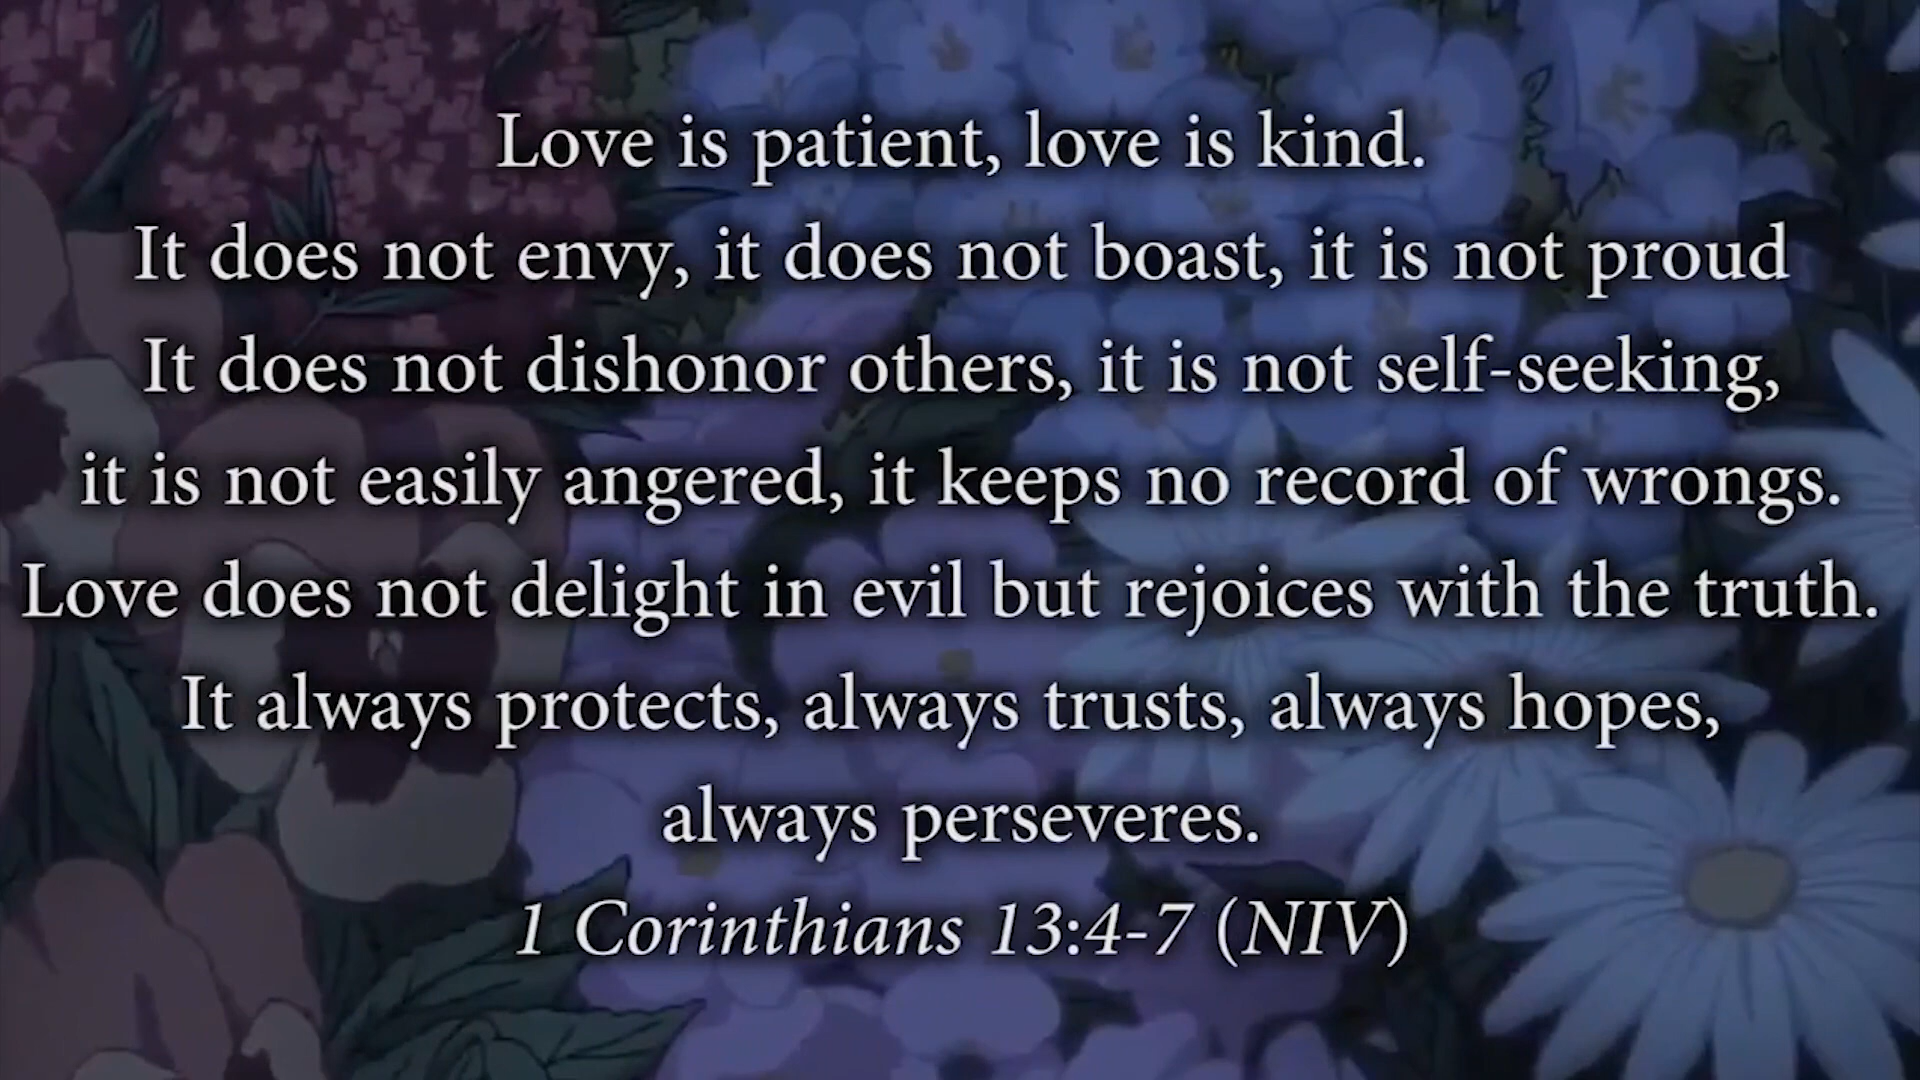 Love is patient, love is kind.
It does not envy, it does not boast, it is not proud
It does not dishonor others, it is not self-seeking,
it is not easily angered, it keeps no record of wrongs.
Love does not delight in evil but rejoices with the truth.
It always protects, always trusts, always hopes,
always perseveres.
1 Corinthians 13:4-7 (NIV)